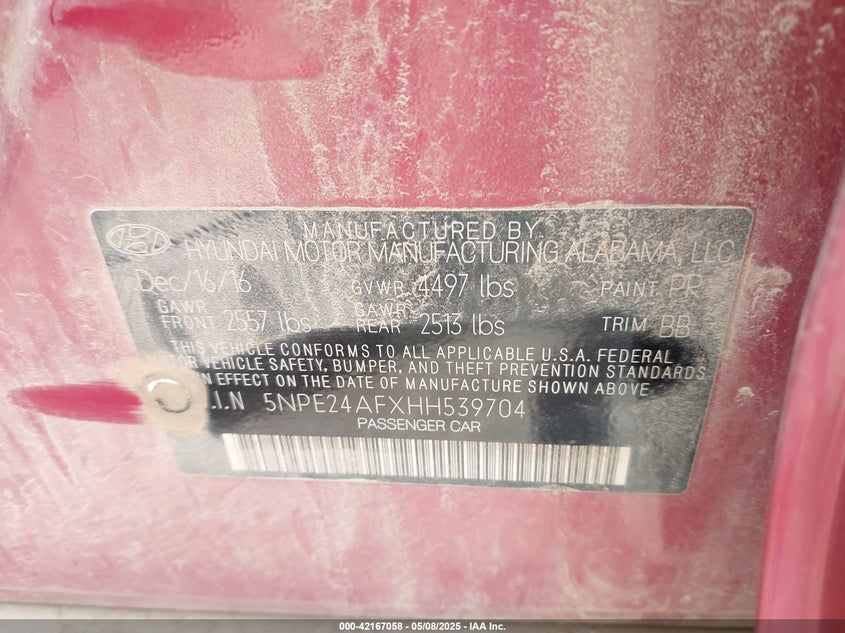 MANUFACTURED BY
HYUNDAI MOTOR MANUFACTURING ALABAMA, LLC
Dec/16/16 GVWR 4497 lbs PAINT PR
GAWR FRONT 2557 lbs GAWR REAR 2513 lbs TRIM BB
THIS VEHICLE CONFORMS TO ALL APPLICABLE U.S.A. FEDERAL
MOTOR VEHICLE SAFETY, BUMPER, AND THEFT PREVENTION STANDARDS
IN EFFECT ON THE DATE OF MANUFACTURE SHOWN ABOVE
.I.N 5NPE24AFXHH539704
PASSENGER CAR
000-42167058 - 05/08/2025 - IAA Inc.